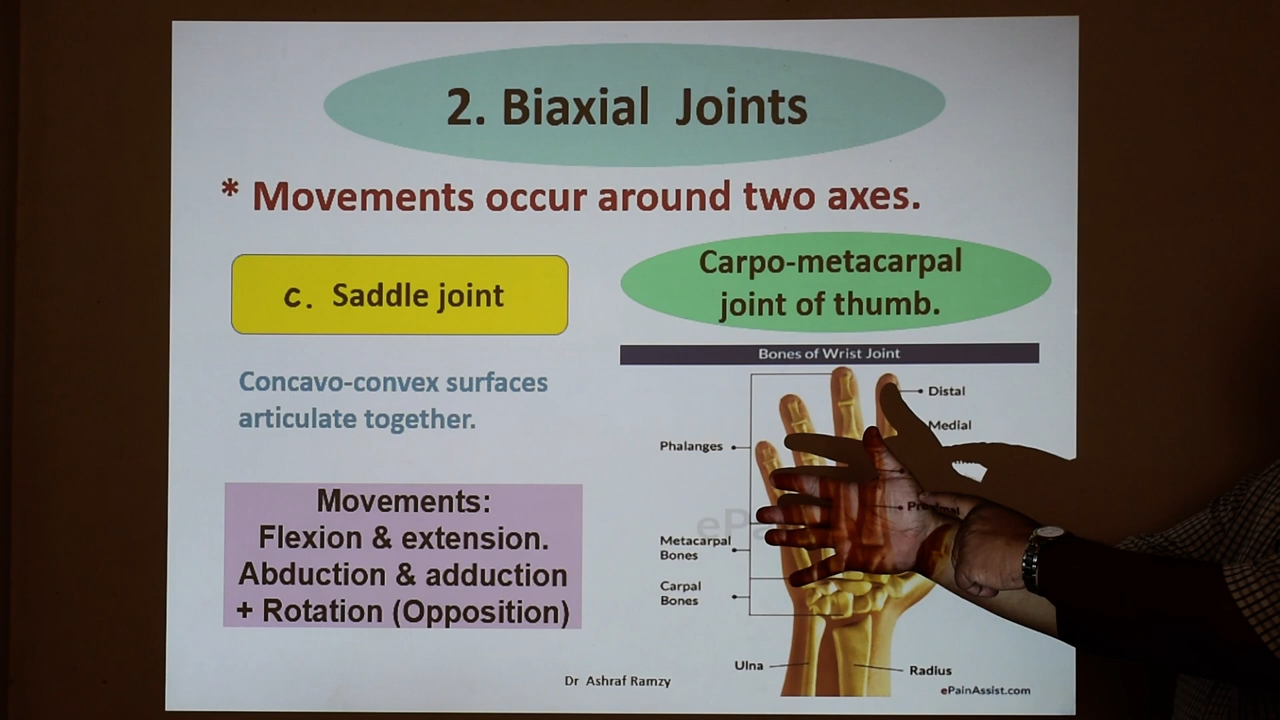 2. Biaxial Joints
* Movements occur around two axes.
c. Saddle joint
Carpo-metacarpal
joint of thumb.
Concavo-convex surfaces
articulate together.
Movements:
Flexion & extension.
Abduction & adduction
+ Rotation (Opposition)
Bones of Wrist Joint
Distal
Medial
Phalanges
Metacarpal
Bones
Carpal
Bones
Ulna
Radius
Dr Ashraf Ramzy
ePainAssist.com